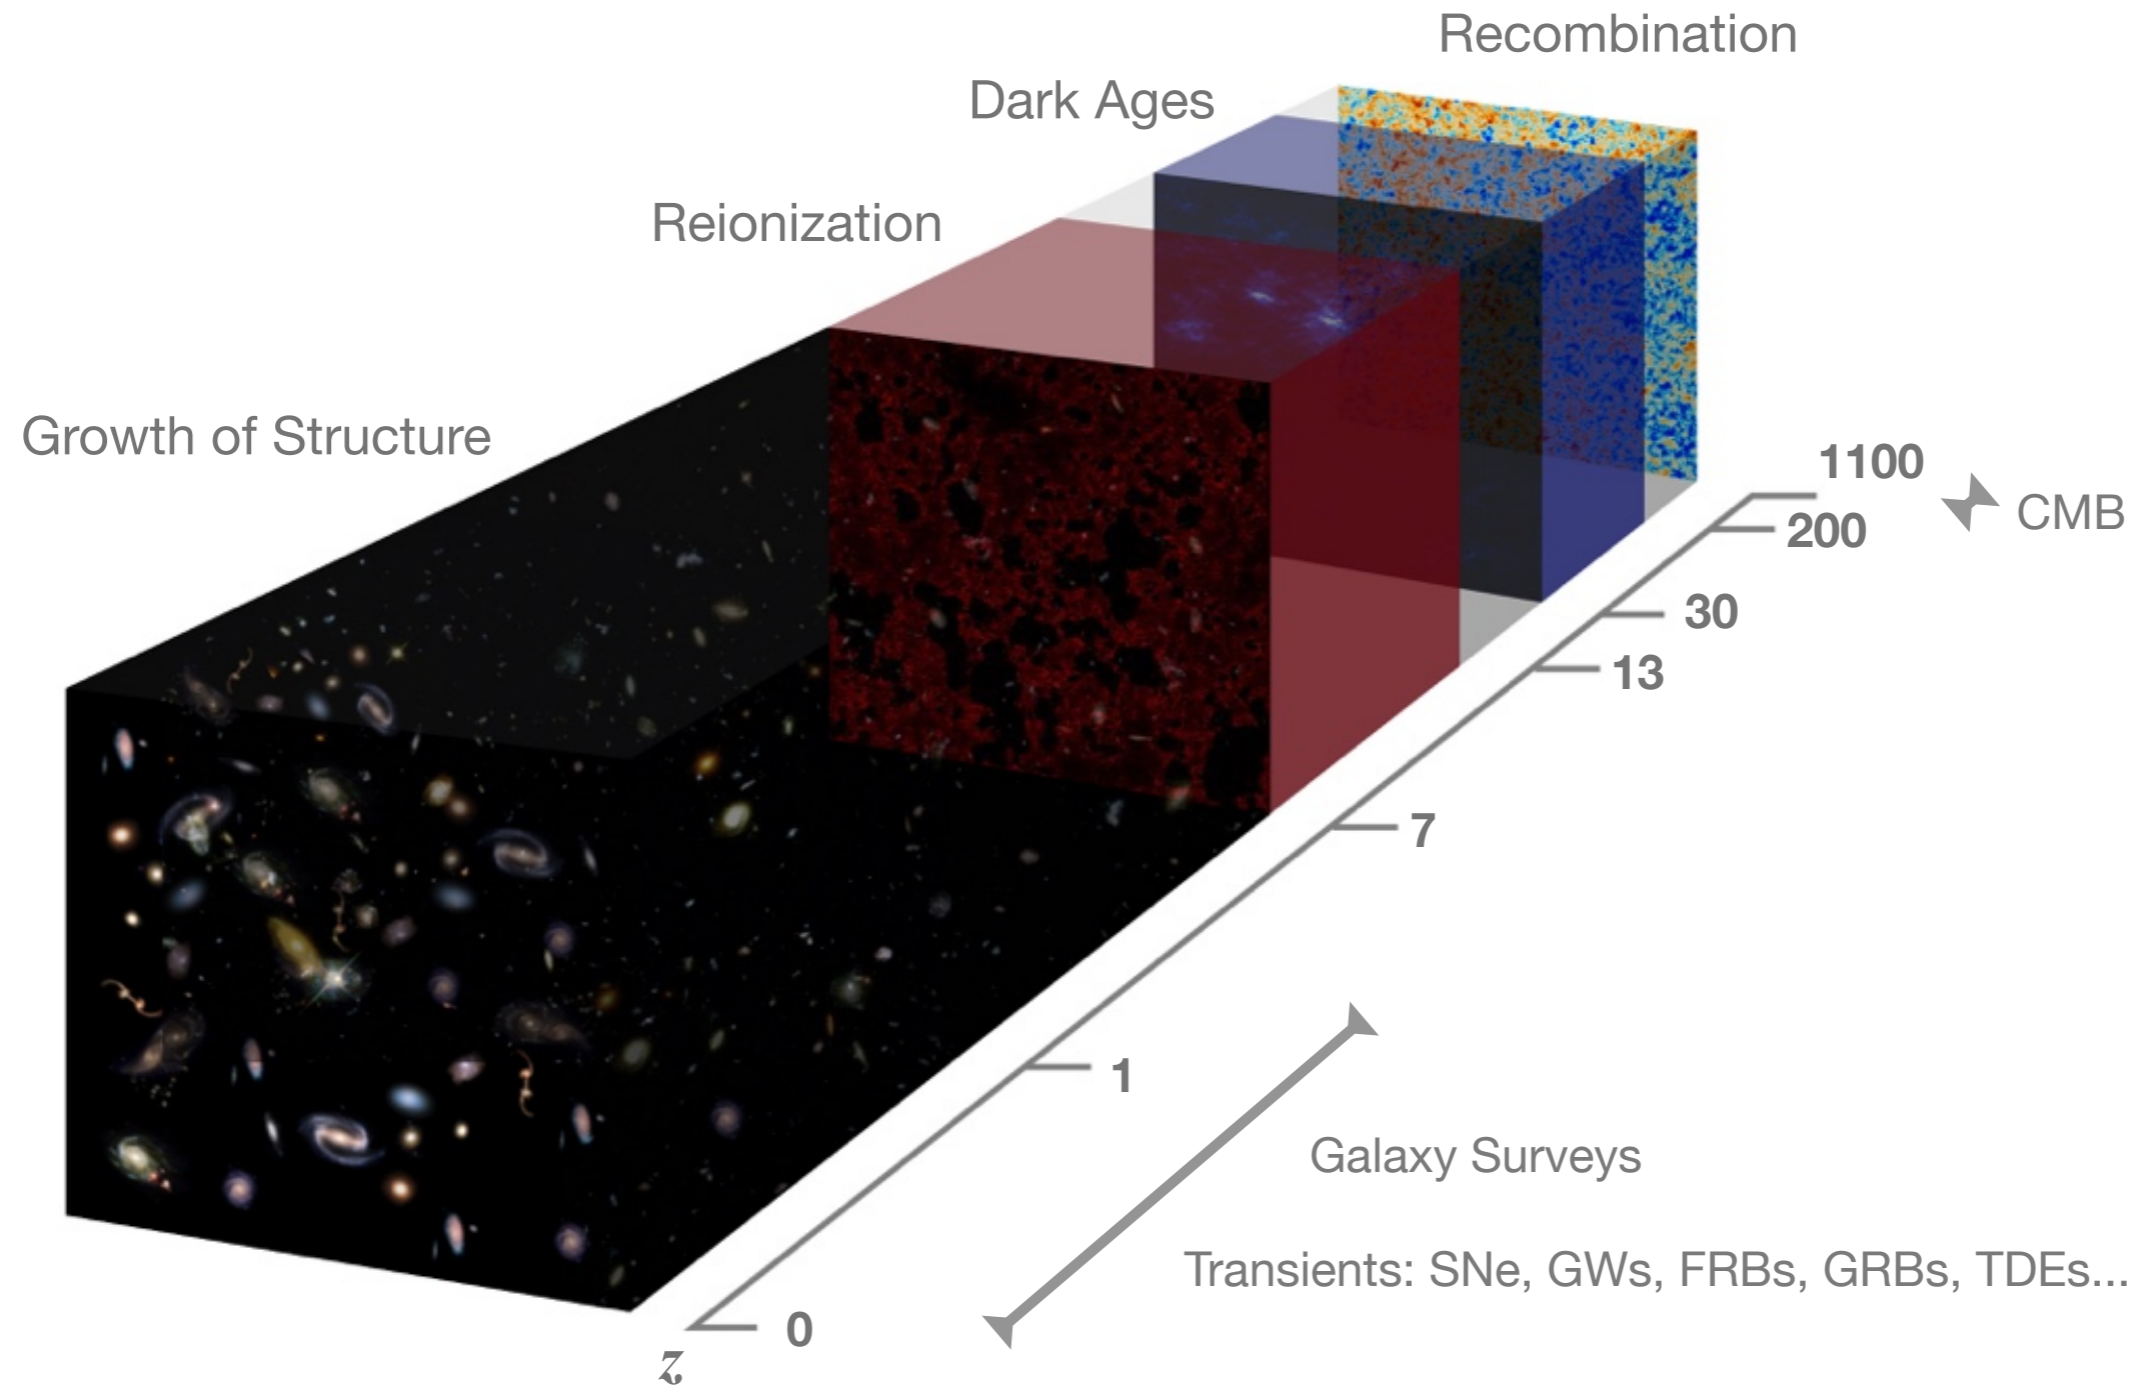 Recombination
Dark Ages
Reionization
Growth of Structure
1100
CMB
200
30
13
7
1
Galaxy Surveys
Transients: SNe, GWs, FRBs, GRBs, TDEs...
0
z